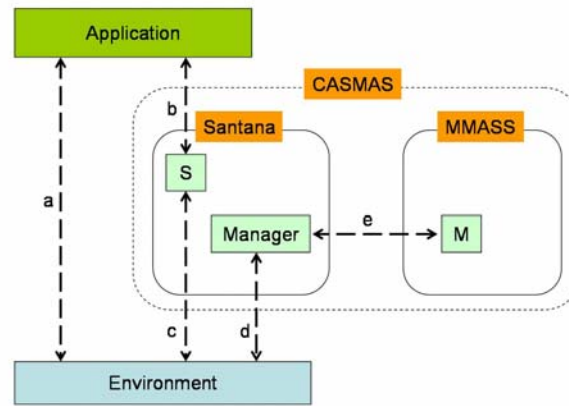 Application
CASMAS
b
Santana
MMASS
S
a
e
Manager
M
c
d
Environment